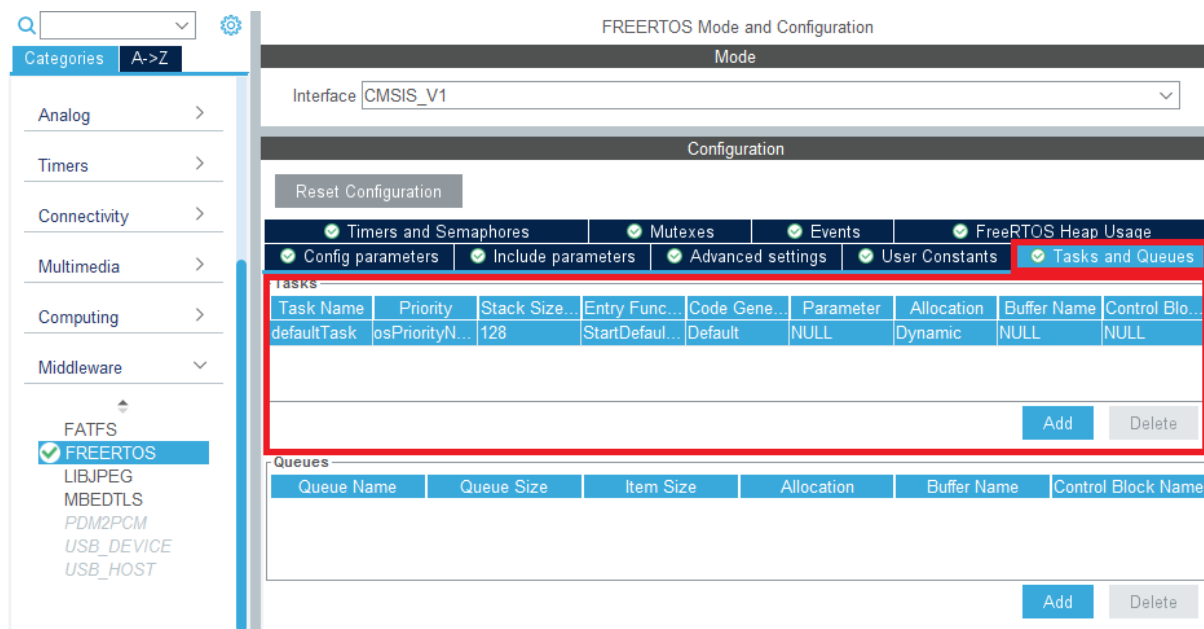 FREERTOS Mode and Configuration
Categories A->Z
Mode
Interface CMSIS_V1
Analog
Timers
Connectivity
Multimedia
Computing
Middleware
FATFS
FREERTOS
LIBJPEG
MBEDTLS
PDM2PCM
USB_DEVICE
USB_HOST
Configuration
Reset Configuration
Timers and Semaphores Mutexes Events FreeRTOS Heap Usage
Config parameters Include parameters Advanced settings User Constants Tasks and Queues
Tasks
Task Name Priority Stack Size... Entry Func... Code Gene... Parameter Allocation Buffer Name Control Blo...
defaultTask osPriorityN... 128 StartDefaul... Default NULL Dynamic NULL NULL
Add Delete
Queues
Queue Name Queue Size Item Size Allocation Buffer Name Control Block Name
Add Delete